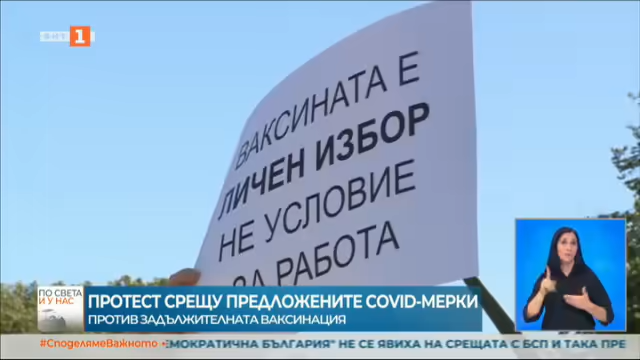 БНТ 1
ВАКСИНАТА Е
ЛИЧЕН ИЗБОР
НЕ УСЛОВИЕ
ЗА РАБОТА
ПО СВЕТА
И У НАС
ПРОТЕСТ СРЕЩУ ПРЕДЛОЖЕНИТЕ COVID-МЕРКИ
ПРОТИВ ЗАДЪЛЖИТЕЛНАТА ВАКСИНАЦИЯ
#СподелямеВажното • ЕМОКРАТИЧНА БЪЛГАРИЯ" НЕ СЕ ЯВИХА НА СРЕЩАТА С БСП И ТАКА ПРЕ